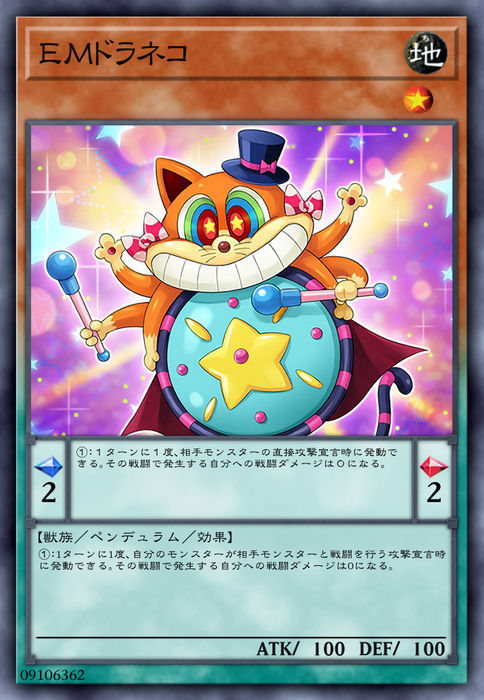 EMドラネコ
ち
地
①:１ターンに１度、相手モンスターの直接攻撃宣言時に発動で
きる。その戦闘で発生する自分への戦闘ダメージは０になる。
2
2
【獣族／ペンデュラム／効果】
①:1ターンに1度、自分のモンスターが相手モンスターと戦闘を行う攻撃宣言時
に発動できる。その戦闘で発生する自分への戦闘ダメージは0になる。
ATK/ 100 DEF/ 100
09106362